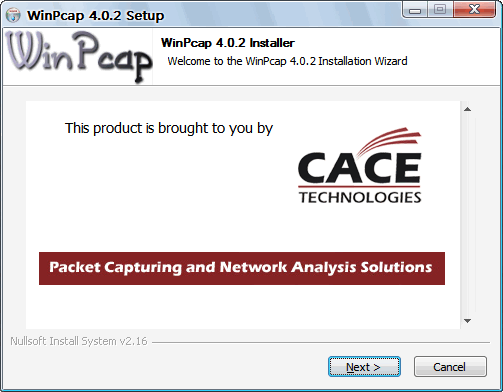 WinPcap 4.0.2 Setup
WinPcap
WinPcap 4.0.2 Installer
Welcome to the WinPcap 4.0.2 Installation Wizard
This product is brought to you by
CACE
TECHNOLOGIES
Packet Capturing and Network Analysis Solutions
Nullsoft Install System v2.16
Next >
Cancel